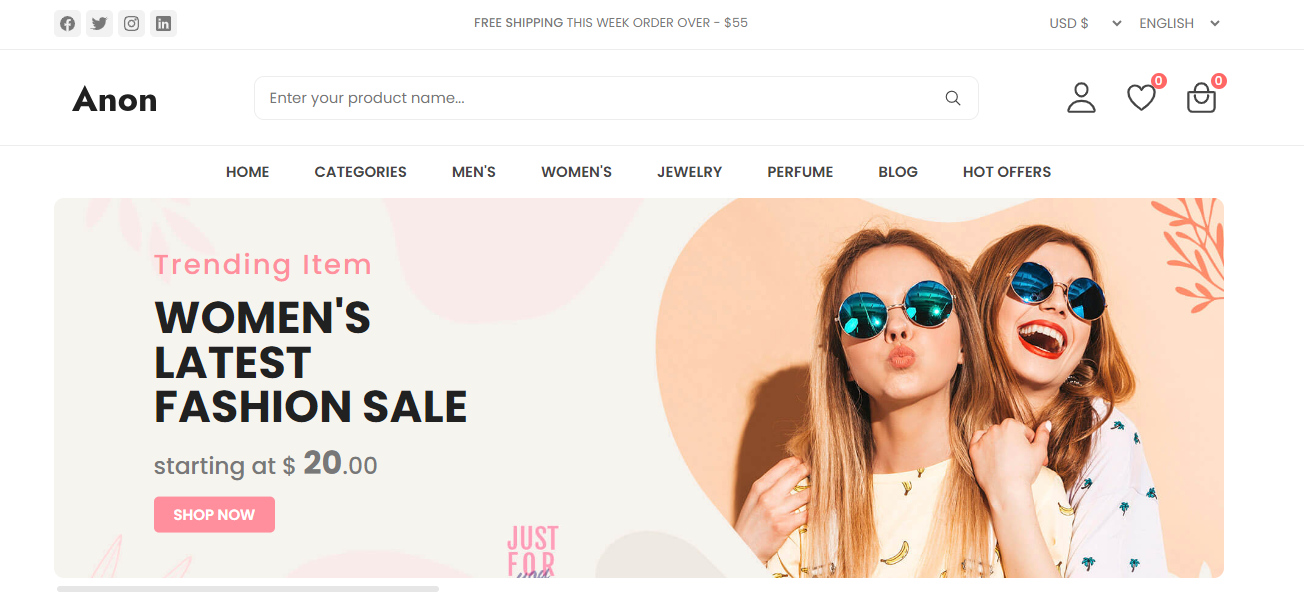 FREE SHIPPING THIS WEEK ORDER OVER - $55
USD $
ENGLISH
Anon
Enter your product name...
0
0
HOME
CATEGORIES
MEN'S
WOMEN'S
JEWELRY
PERFUME
BLOG
HOT OFFERS
Trending Item
WOMEN'S
LATEST
FASHION SALE
starting at $ 20.00
SHOP NOW
JUST
FOR
you